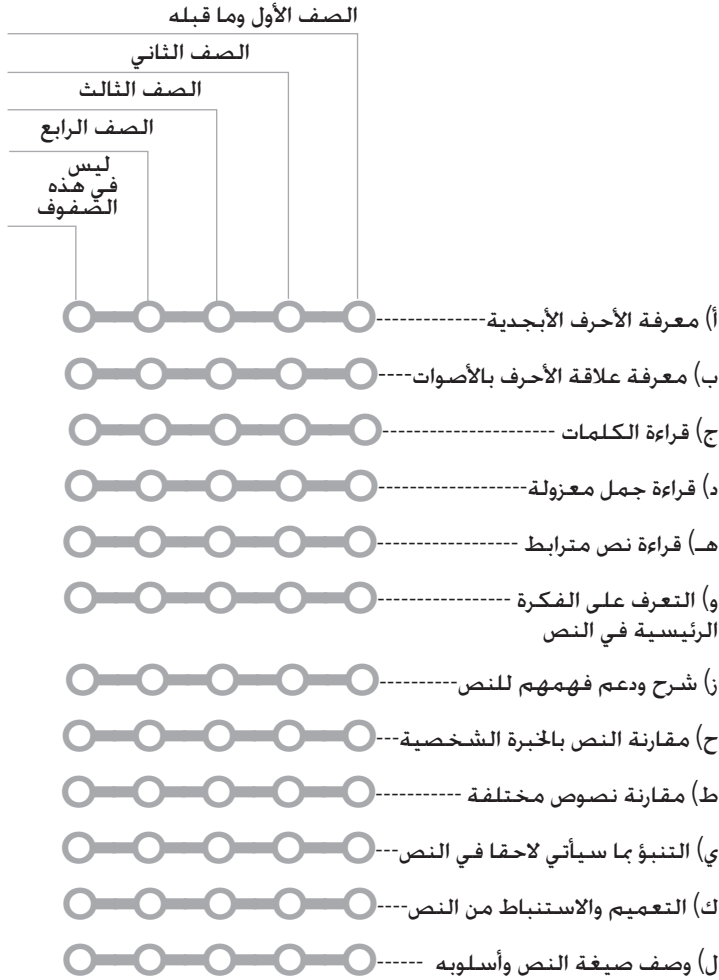 الصف الأول وما قبله
الصف الثاني
الصف الثالث
الصف الرابع
ليس
في هذه
الصفوف
أ) معرفة الأحرف الأبجدية
ب) معرفة علاقة الأحرف بالأصوات
ج) قراءة الكلمات
د) قراءة جمل معزولة
هـ) قراءة نص مترابط
و) التعرف على الفكرة
الرئيسية في النص
ز) شرح ودعم فهمهم للنص
ح) مقارنة النص بالخبرة الشخصية
ط) مقارنة نصوص مختلفة
ي) التنبؤ بما سيأتي لاحقا في النص
ك) التعميم والاستنباط من النص
ل) وصف صيغة النص وأسلوبه